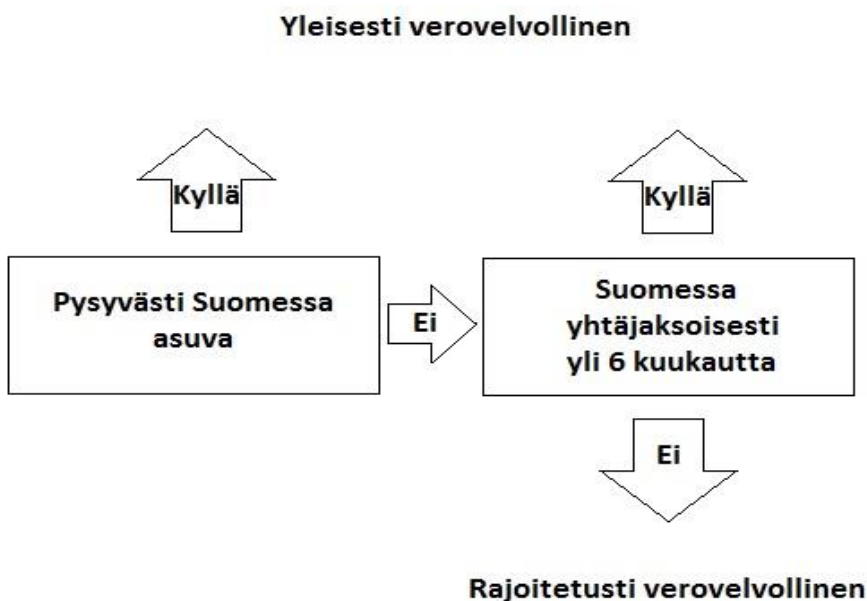 Yleisesti verovelvollinen
Kyllä
Kyllä
Pysyvästi Suomessa
asuva
Ei
Suomessa
yhtäjaksoisesti
yli 6 kuukautta
Ei
Rajoitetusti verovelvollinen